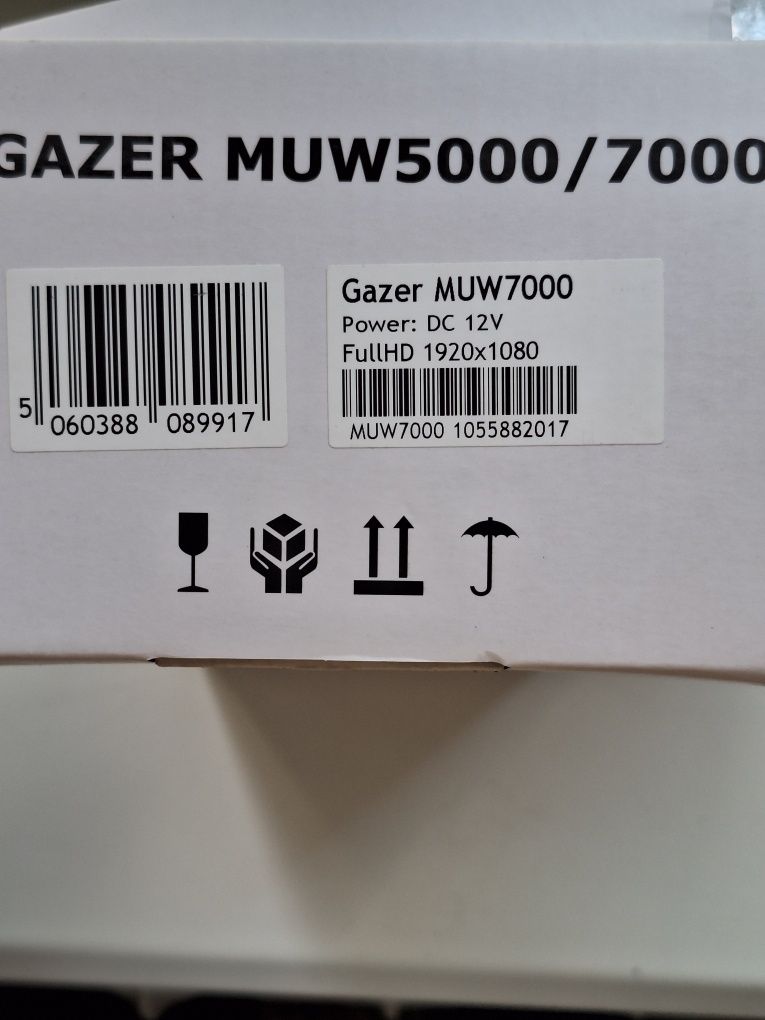 GAZER MUW5000/7000
5 060388 089917
Gazer MUW7000
Power: DC 12V
FullHD 1920x1080
MUW7000 1055882017